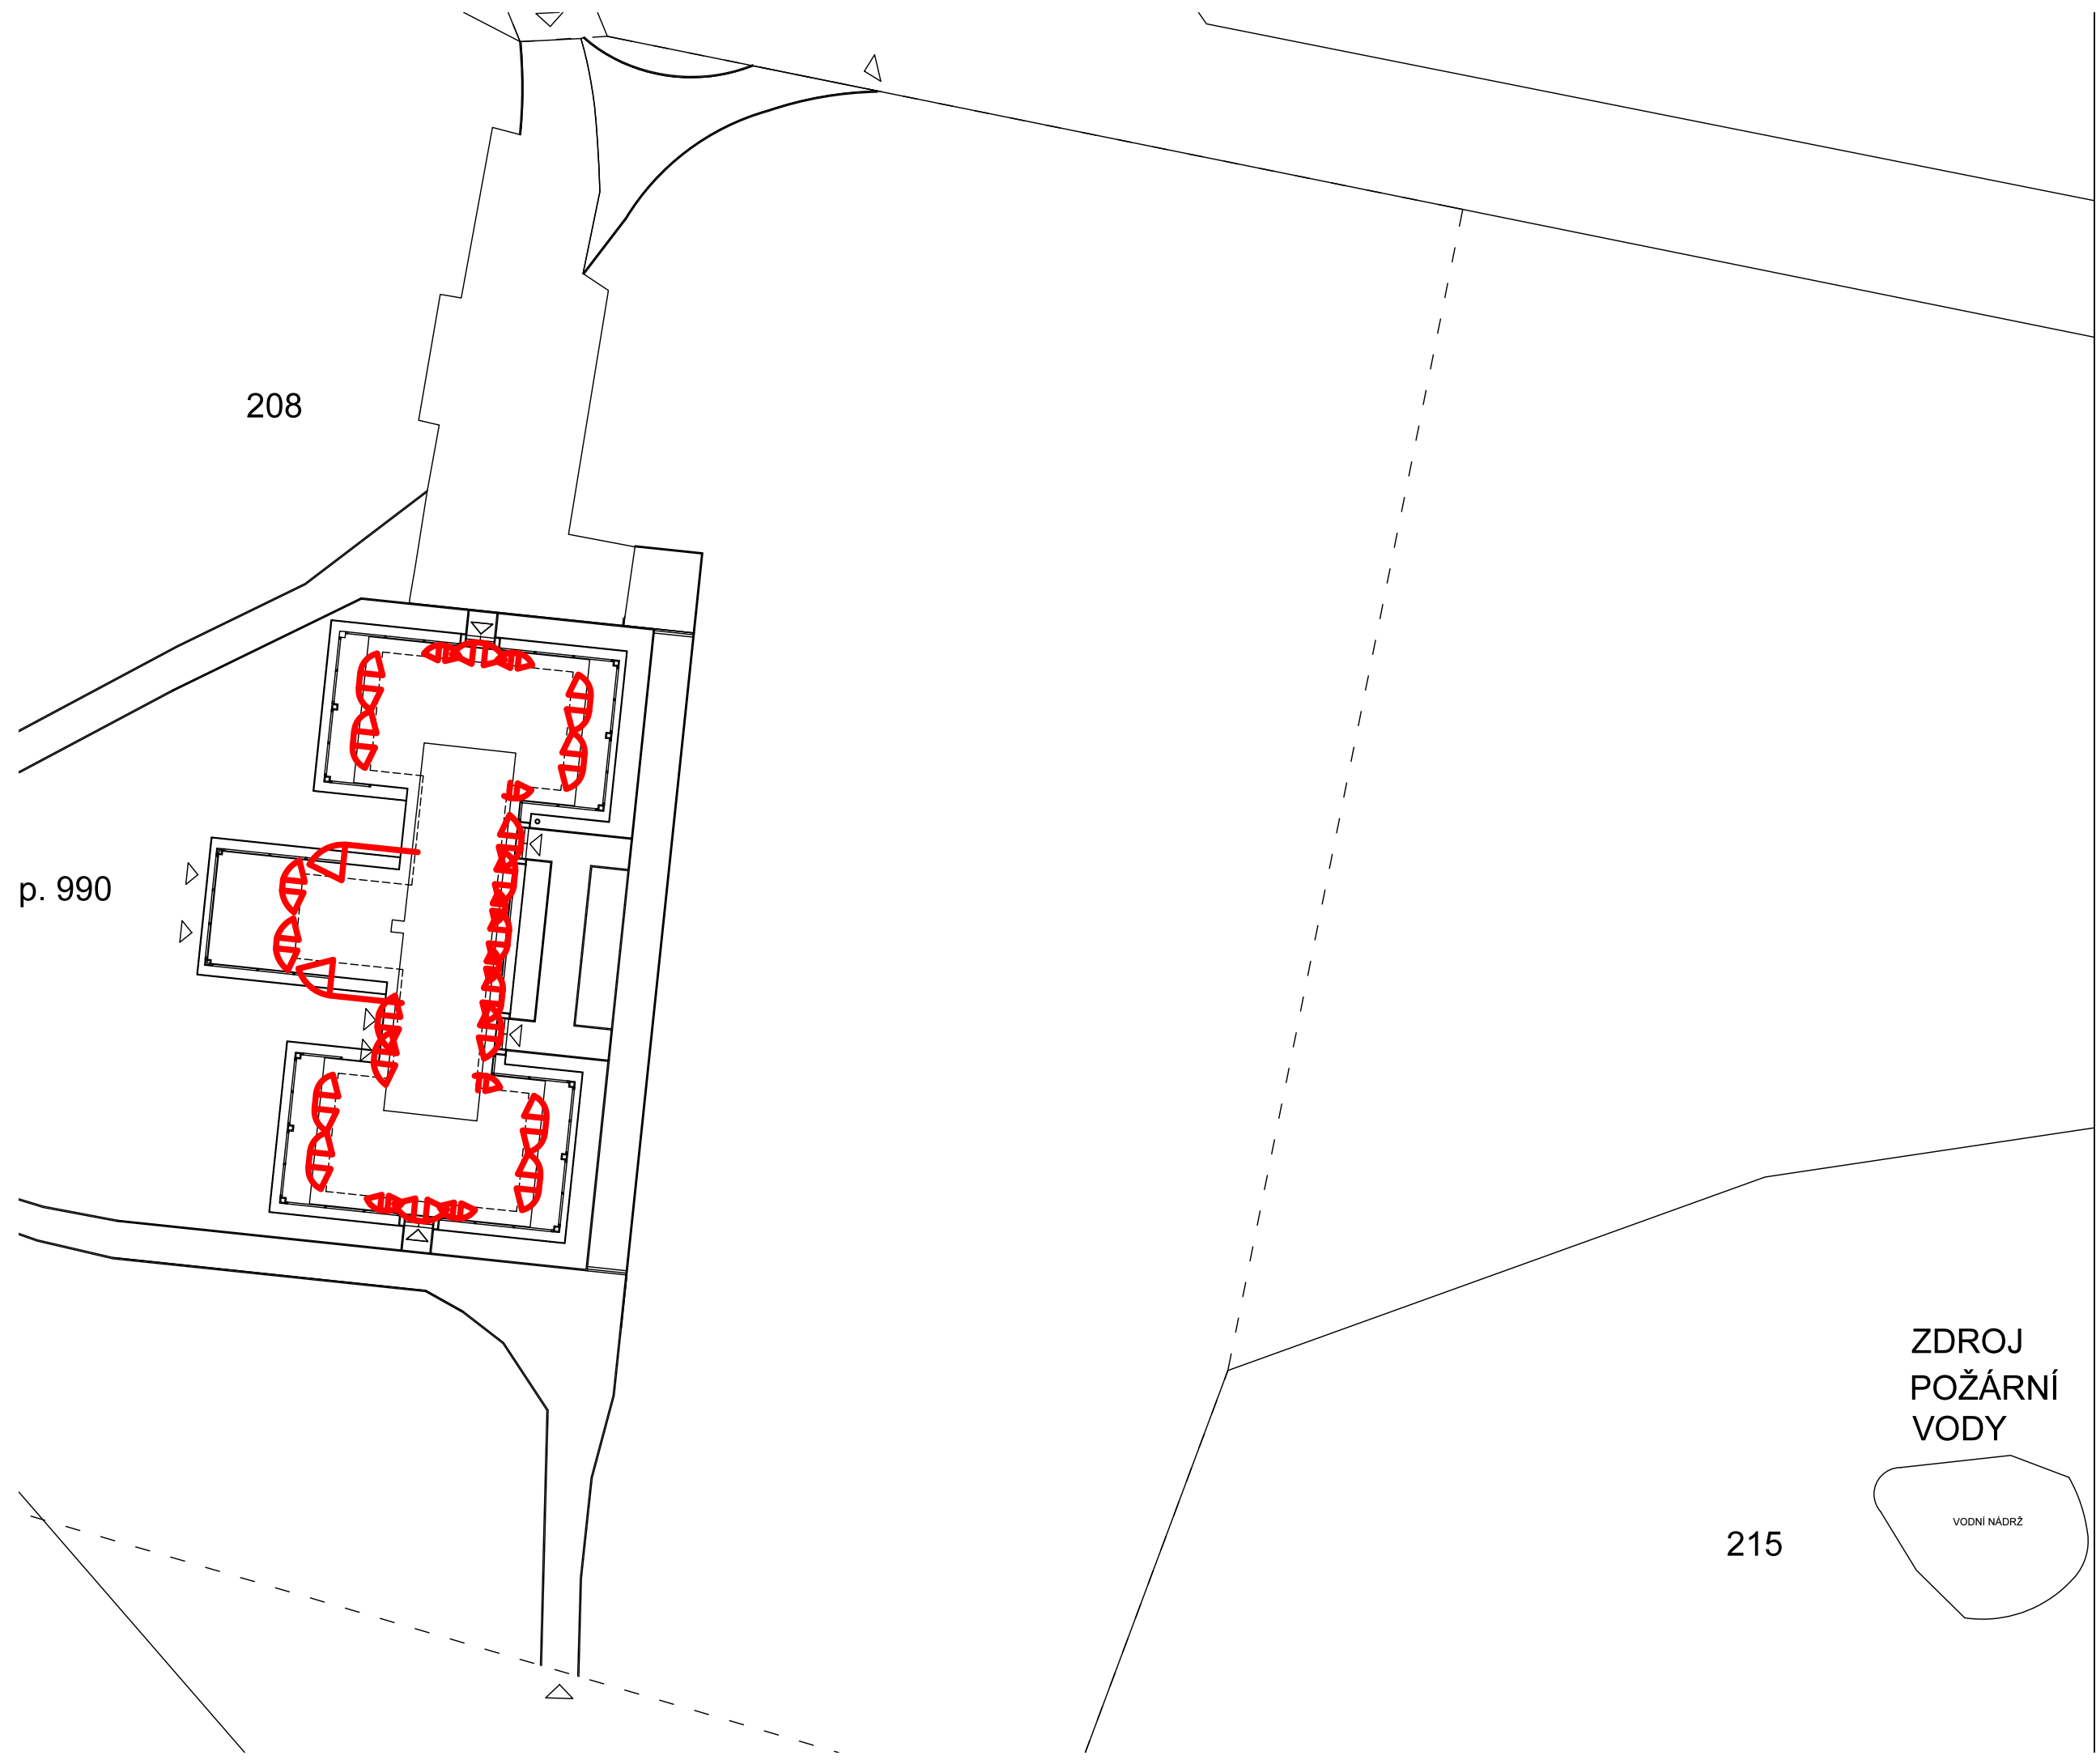 208
p. 990
ZDROJ
POŽÁRNÍ
VODY
VODNÍ NÁDRŽ
215